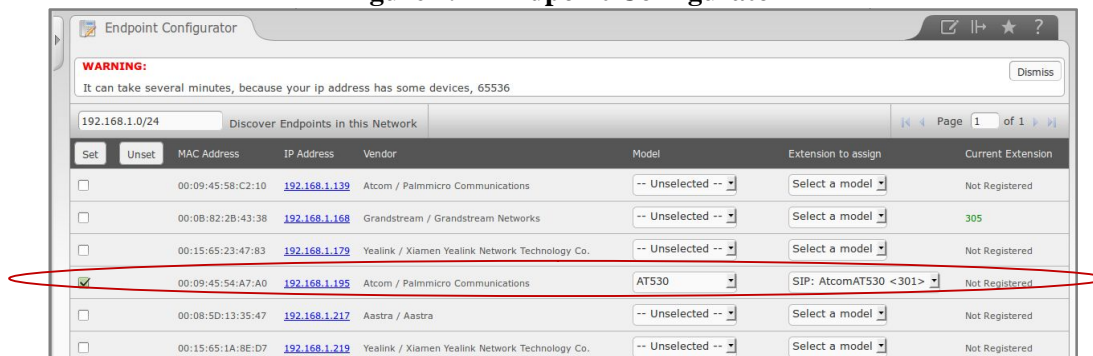 Endpoint Configurator
WARNING:
Dismiss
It can take several minutes, because your ip address has some devices, 65536
192.168.1.0/24 Discover Endpoints in this Network Page 1 of 1
Set Unset MAC Address IP Address Vendor Model Extension to assign Current Extension
00:09:45:58:C2:10 192.168.1.139 Atcom / Palmmicro Communications -- Unselected -- Select a model Not Registered
00:0B:82:2B:43:38 192.168.1.168 Grandstream / Grandstream Networks -- Unselected -- Select a model 305
00:15:65:23:47:83 192.168.1.179 Yealink / Xiamen Yealink Network Technology Co. -- Unselected -- Select a model Not Registered
00:09:45:54:A7:A0 192.168.1.195 Atcom / Palmmicro Communications AT530 SIP: AtcomAT530 <301> Not Registered
00:08:5D:13:35:47 192.168.1.217 Aastra / Aastra -- Unselected -- Select a model Not Registered
00:15:65:1A:8E:D7 192.168.1.219 Yealink / Xiamen Yealink Network Technology Co. -- Unselected -- Select a model Not Registered